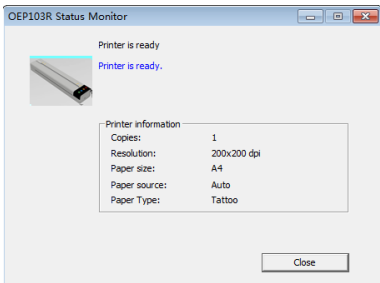 OEP103R Status Monitor
Printer is ready
Printer is ready.
Printer information
Copies: 1
Resolution: 200x200 dpi
Paper size: A4
Paper source: Auto
Paper Type: Tattoo
Close